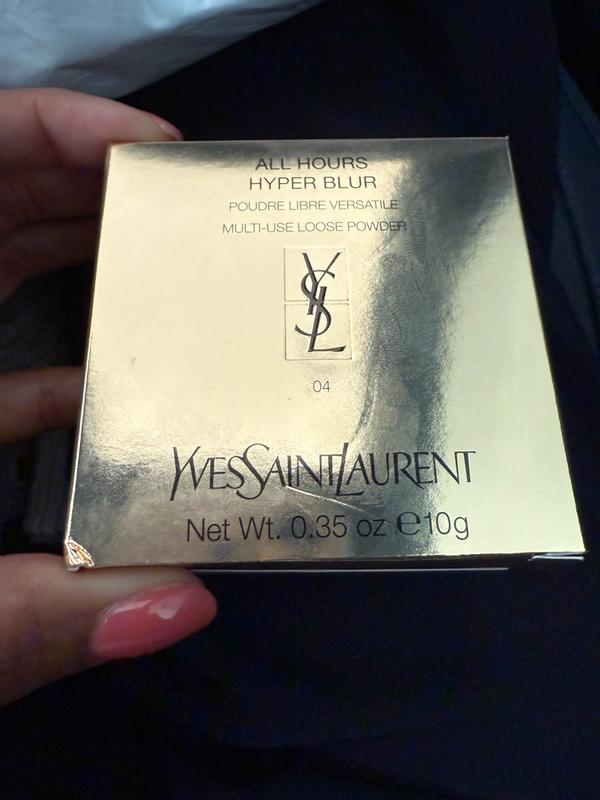 ALL HOURS
HYPER BLUR
POUDRE LIBRE VERSATILE
MULTI-USE LOOSE POWDER
YSL
04
YVESSAINTLAURENT
Net Wt. 0.35 oz ℮10g